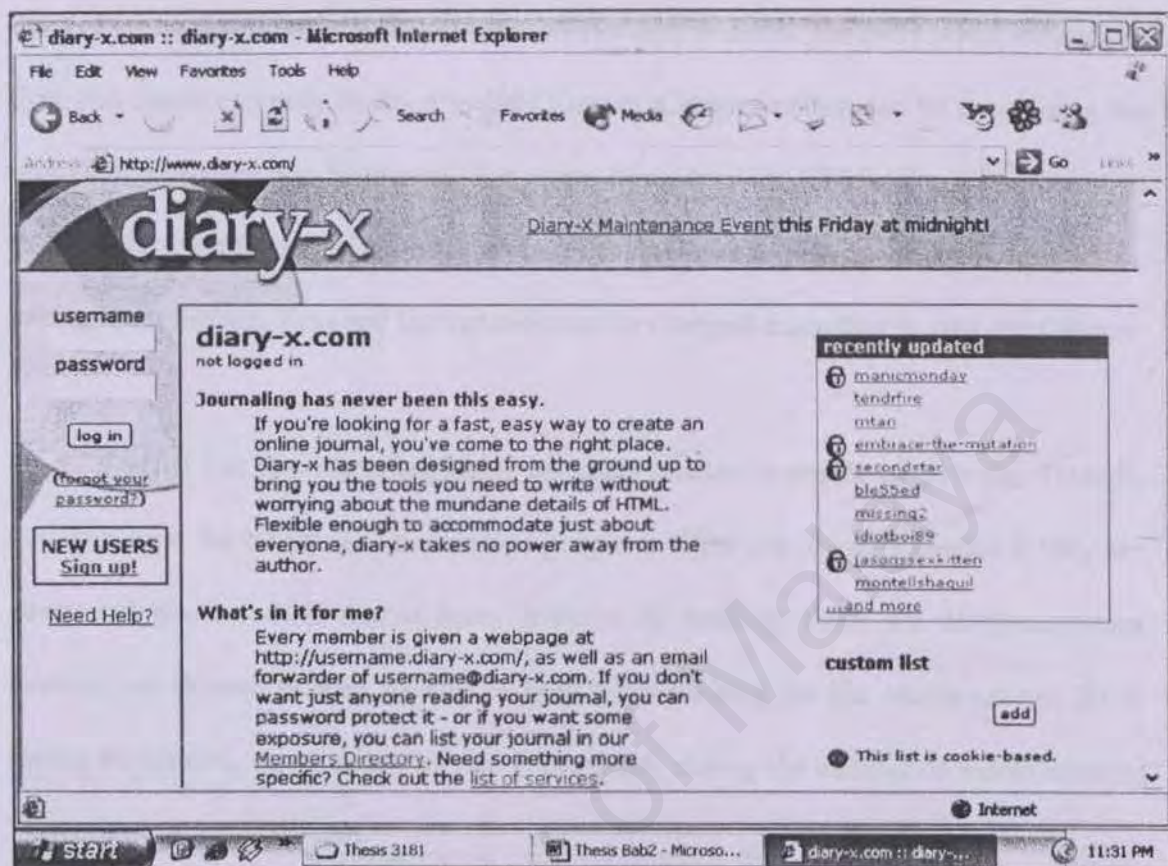 diary-x.com :: diary-x.com - Microsoft Internet Explorer
File Edit View Favorites Tools Help
Back Search Favorites Media
Address http://www.diary-x.com/ Go Links »
diary-x
Diary-X Maintenance Event this Friday at midnight!
username
password
log in
(forgot your
password?)
NEW USERS
Sign up!
Need Help?
diary-x.com
not logged in
Journaling has never been this easy.
If you're looking for a fast, easy way to create an
online journal, you've come to the right place.
Diary-x has been designed from the ground up to
bring you the tools you need to write without
worrying about the mundane details of HTML.
Flexible enough to accommodate just about
everyone, diary-x takes no power away from the
author.
What's in it for me?
Every member is given a webpage at
http://username.diary-x.com/, as well as an email
forwarder of username@diary-x.com. If you don't
want just anyone reading your journal, you can
password protect it - or if you want some
exposure, you can list your journal in our
Members Directory. Need something more
specific? Check out the list of services.
recently updated
manicmonday
tendrfire
mtan
embrace-the-mutation
secondstar
ble55ed
missing2
idiotboi89
montellshaquil
...and more
custom list
add
This list is cookie-based.
Internet
start Thesis 3181 Thesis Bab2 - Microso... diary-x.com :: diary-... 11:31 PM
of Malaya